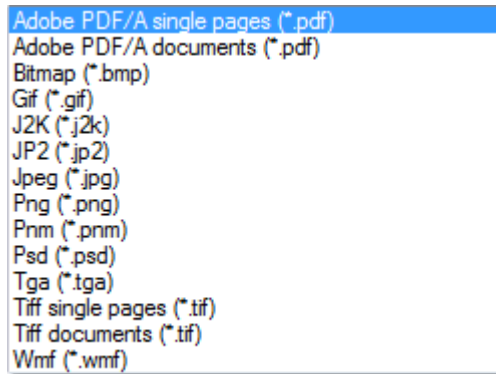 Adobe PDF/A single pages (*.pdf)
Adobe PDF/A documents (*.pdf)
Bitmap (*.bmp)
Gif (*.gif)
J2K (*.j2k)
JP2 (*.jp2)
Jpeg (*.jpg)
Png (*.png)
Pnm (*.pnm)
Psd (*.psd)
Tga (*.tga)
Tiff single pages (*.tif)
Tiff documents (*.tif)
Wmf (*.wmf)